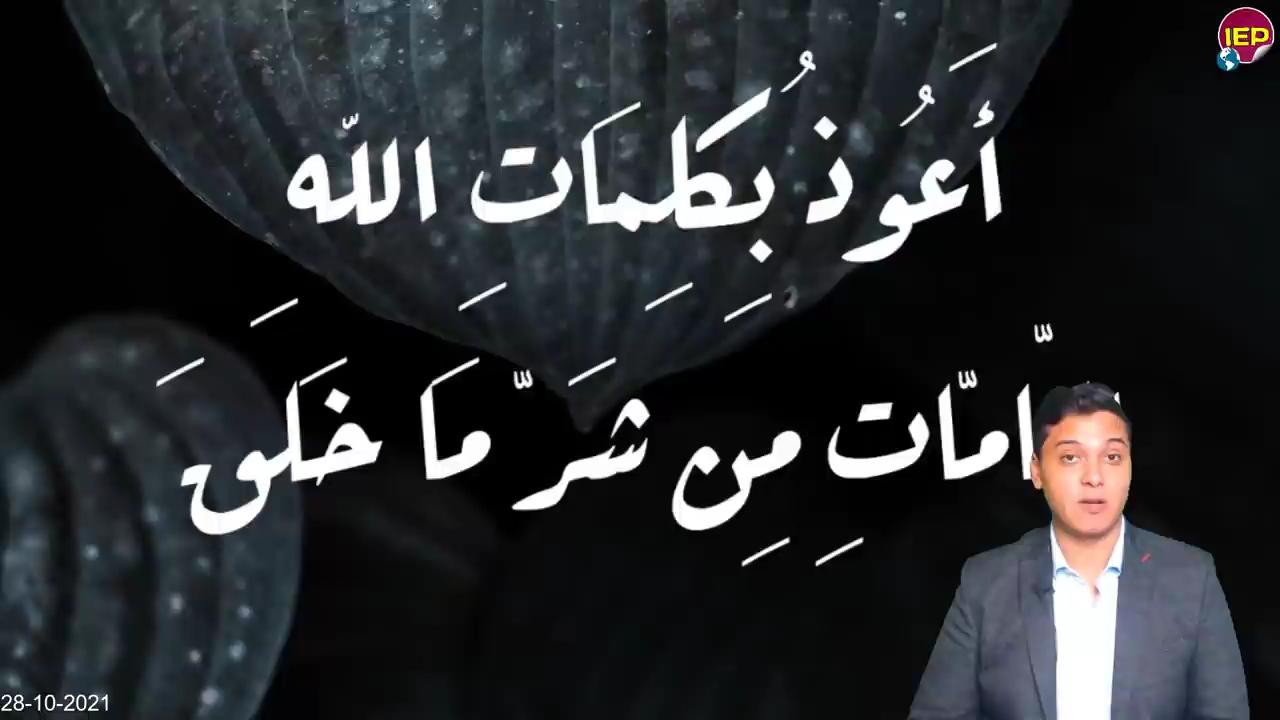 أَعُوذُ بِكَلِمَاتِ اللّه
مِنِ شَرَّ مَا خَلَقَ
IEP
28-10-2021